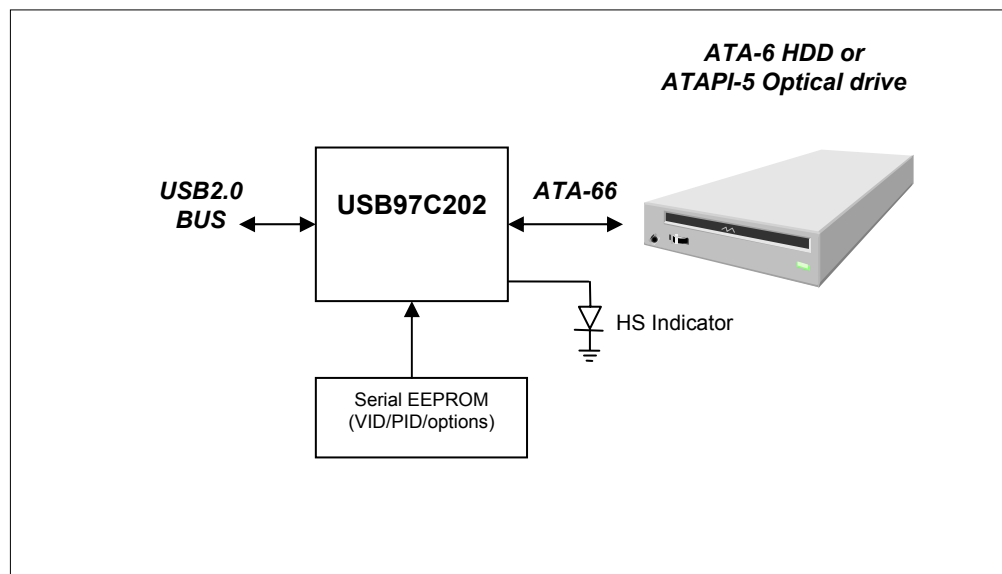 ATA-6 HDD or
ATAPI-5 Optical drive
USB2.0
BUS
USB97C202
ATA-66
HS Indicator
Serial EEPROM
(VID/PID/options)